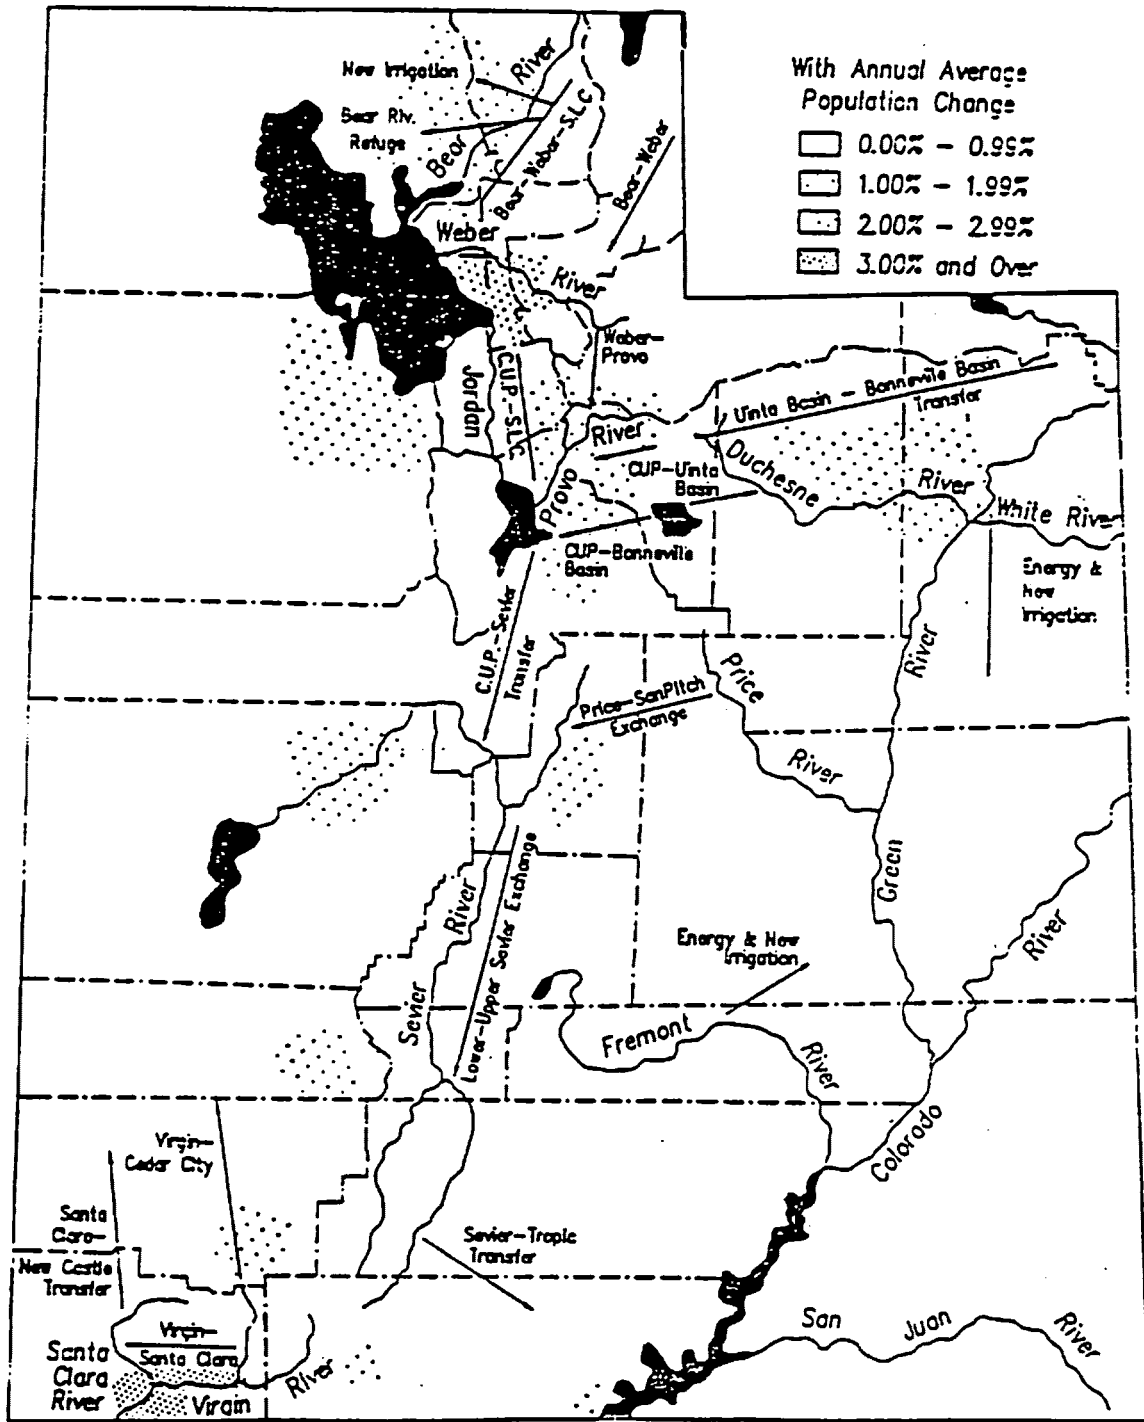 With Annual Average
Population Change
0.00% - 0.99%
1.00% - 1.99%
2.00% - 2.99%
3.00% and Over
New Irrigation
River
Bear Riv.
Refuge
Bear
Bear-Weber-S.L.C
Bear-Weber
Weber
River
Weber-
Provo
Jordan
C.U.P.-S.L.C
Uinta Basin - Bonneville Basin
Transfer
River
Provo
CUP-Uinta
Basin
Duchesne
River
White River
CUP-Bonneville
Basin
Energy &
New
Irrigation
C.U.P.-Sevier
Transfer
River
Price
Price-SanPitch
Exchange
River
Green
River
River
Sevier
Lower-Upper Sevier Exchange
Energy & New
Irrigation
Fremont
River
Colorado
Virgin-
Cedar City
Santa
Clara-
New Castle
Transfer
Sevier-Tropic
Transfer
Virgin-
Santa Clara
Santa
Clara
River
Virgin
River
San Juan River